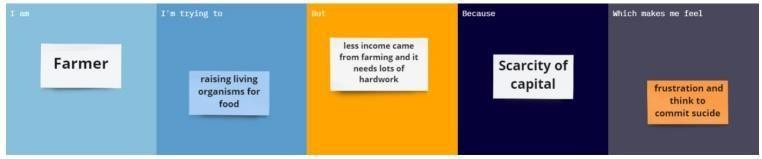 I am
Farmer
I'm trying to
raising living
organisms for
food
But
less income came
from farming and it
needs lots of
hardwork
Because
Scarcity of
capital
Which makes me feel
frustration and
think to
commit sucide